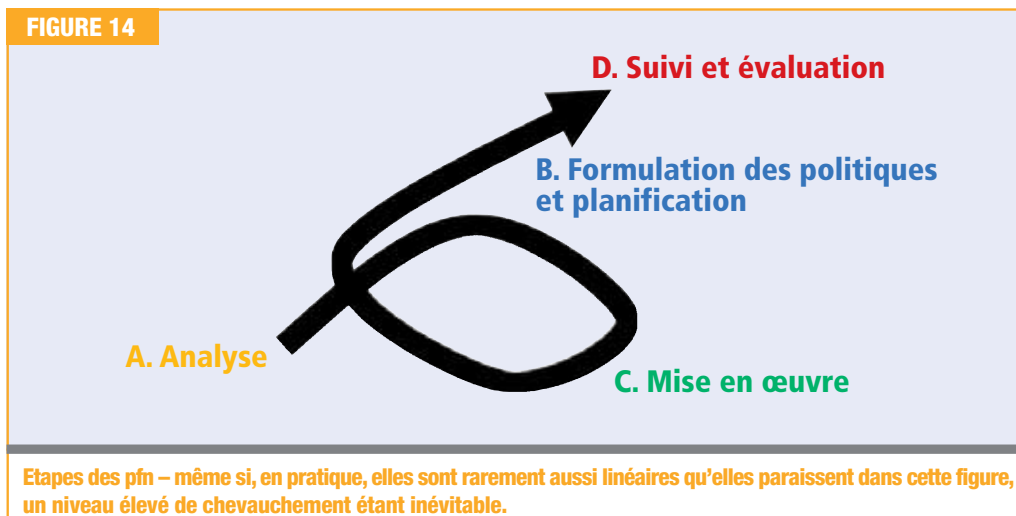 FIGURE 14
D. Suivi et évaluation
B. Formulation des politiques
et planification
A. Analyse
C. Mise en œuvre
Etapes des pfn – même si, en pratique, elles sont rarement aussi linéaires qu'elles paraissent dans cette figure,
un niveau élevé de chevauchement étant inévitable.